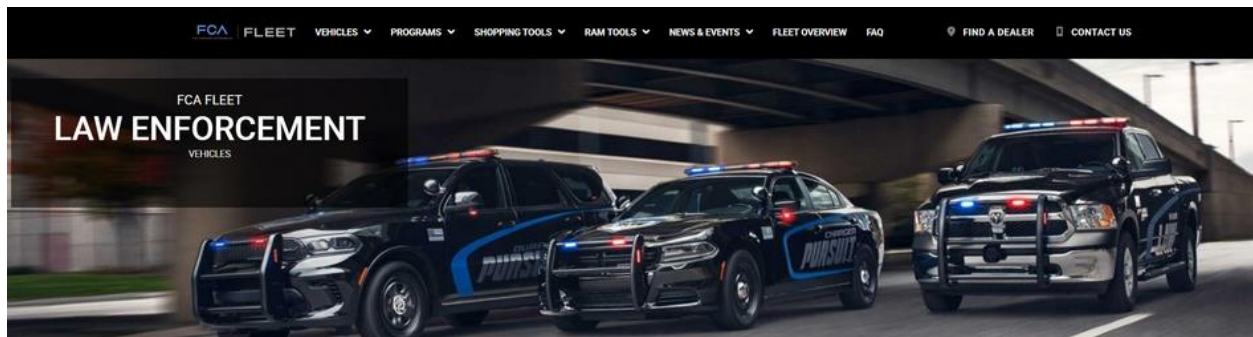 FCA FLEET VEHICLES PROGRAMS SHOPPING TOOLS RAM TOOLS NEWS & EVENTS FLEET OVERVIEW FAQ FIND A DEALER CONTACT US
FCA FLEET
LAW ENFORCEMENT
VEHICLES
CHARGER
PURSUIT